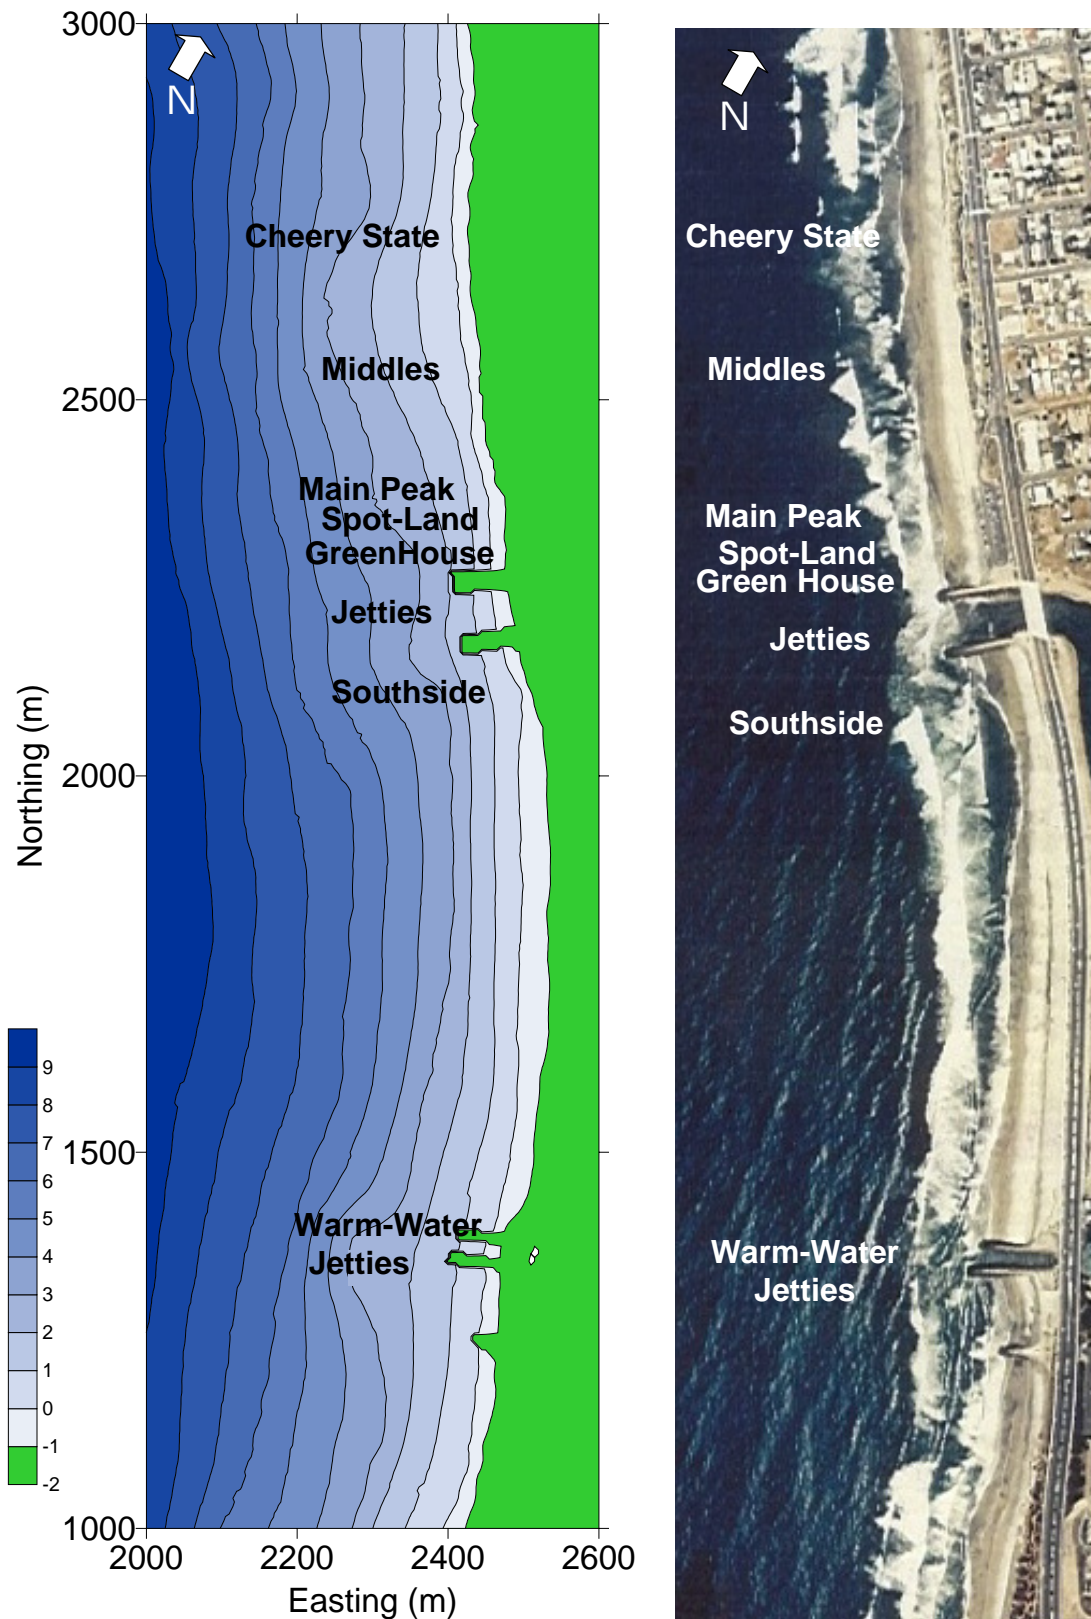 3000
N
Cheery State
Middles
2500
Main Peak
Spot-Land
GreenHouse
Jetties
Southside
Northing (m)
2000
1500
Warm-Water
Jetties
1000
2000
2200
2400
2600
Easting (m)
9
8
7
6
5
4
3
2
1
0
-1
-2
N
Cheery State
Middles
Main Peak
Spot-Land
Green House
Jetties
Southside
Warm-Water
Jetties